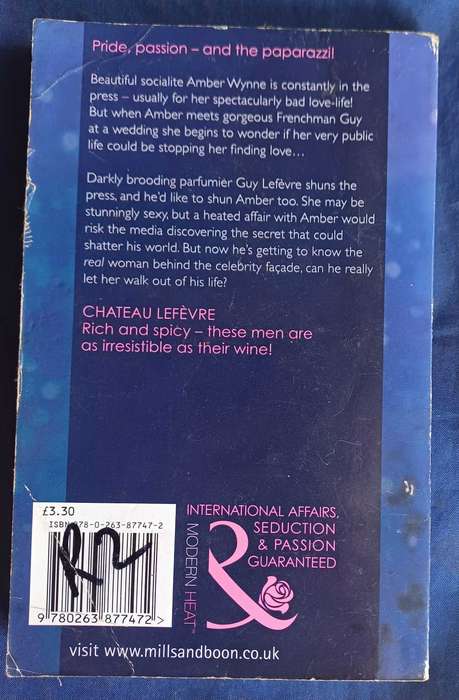 Pride, passion – and the paparazzi!
Beautiful socialite Amber Wynne is constantly in the
press – usually for her spectacularly bad love-life!
But when Amber meets gorgeous Frenchman Guy
at a wedding she begins to wonder if her very public
life could be stopping her finding love…
Darkly brooding parfumier Guy Lefèvre shuns the
press, and he'd like to shun Amber too. She may be
stunningly sexy, but a heated affair with Amber would
risk the media discovering the secret that could
shatter his world. But now he's getting to know the
real woman behind the celebrity façade, can he really
let her walk out of his life?
CHATEAU LEFÈVRE
Rich and spicy – these men are
as irresistible as their wine!
£3.30
ISBN 978-0-263-87747-2
R2
9 780263 877472 >
INTERNATIONAL AFFAIRS,
SEDUCTION
& PASSION
GUARANTEED
MODERN HEAT™
visit www.millsandboon.co.uk